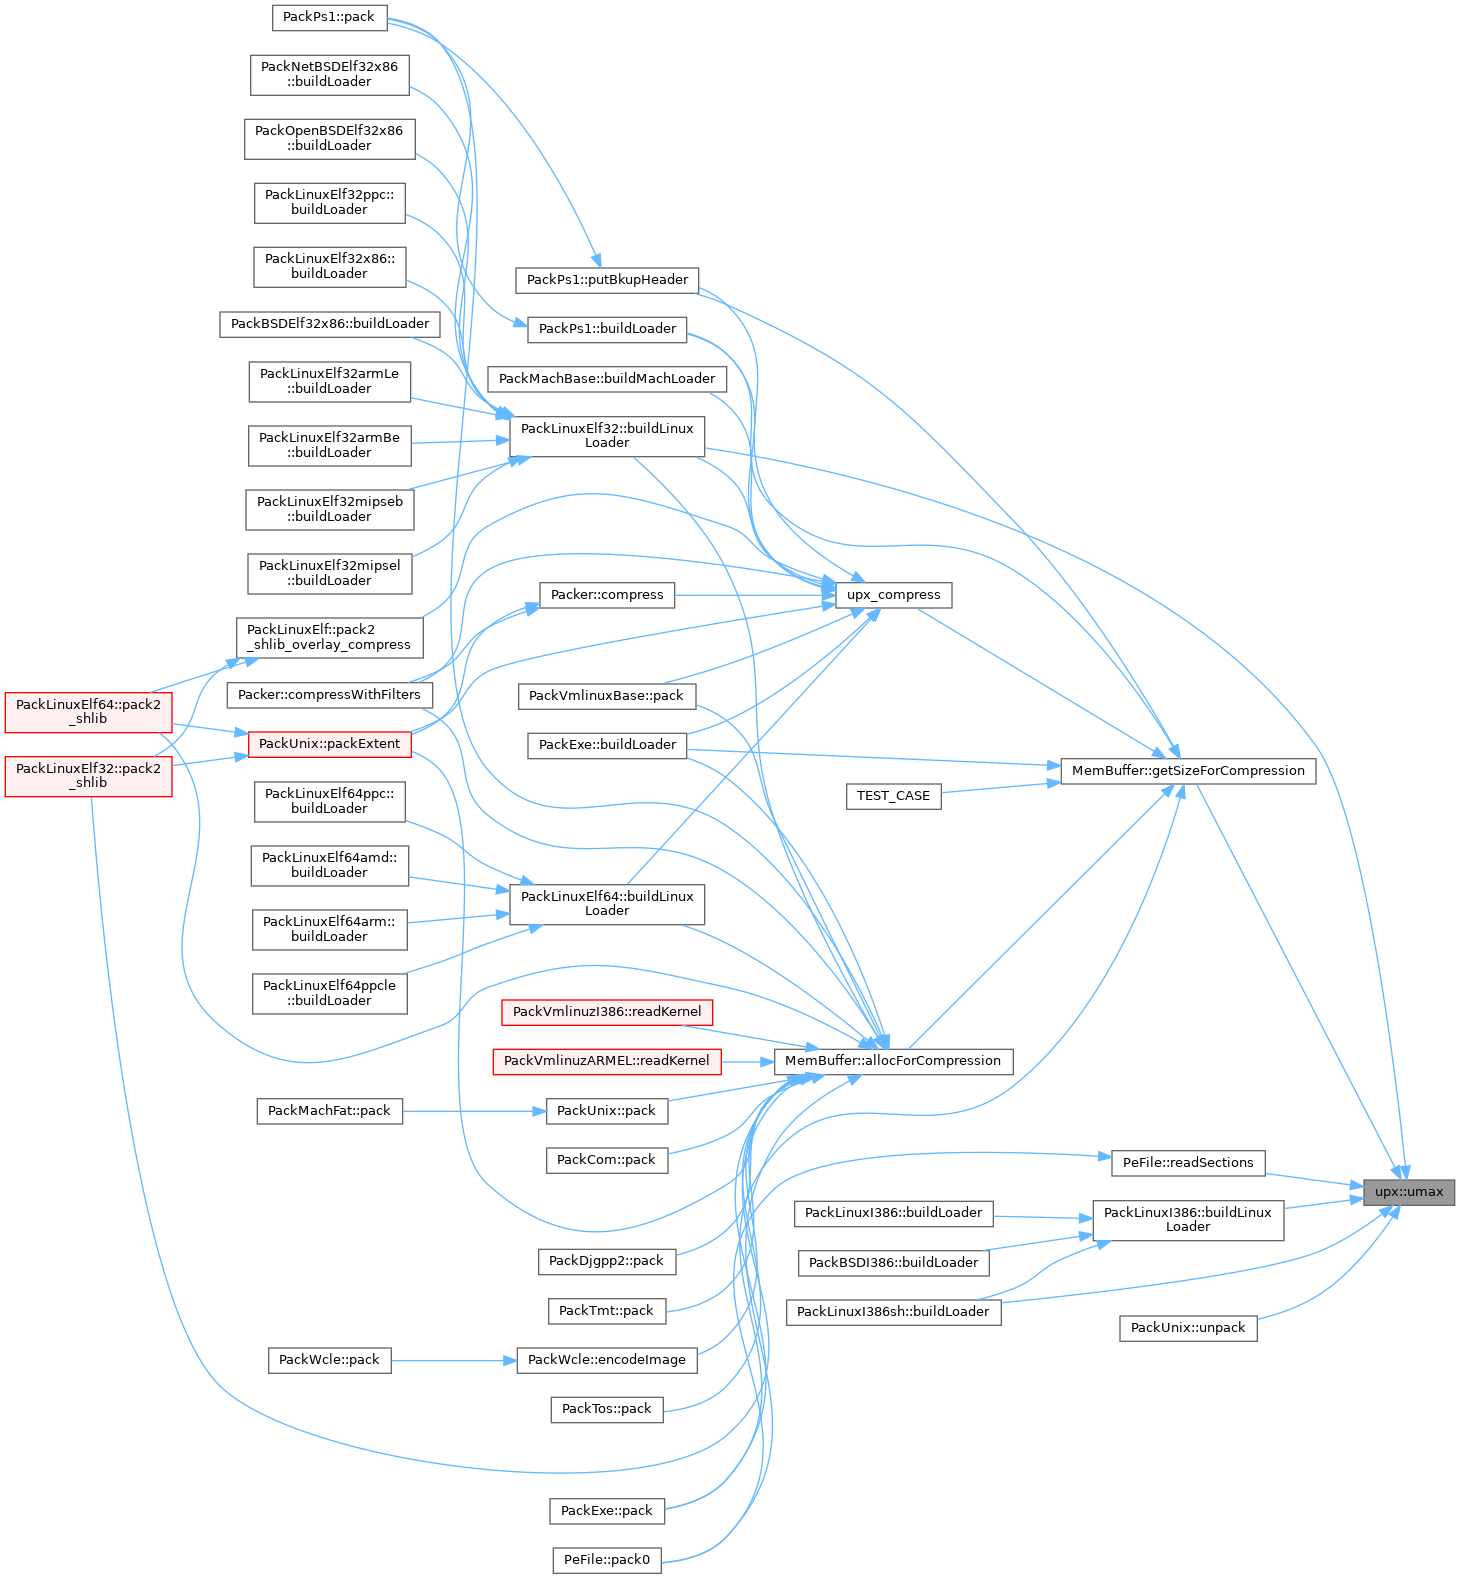 PackPs1::pack
PackNetBSDElf32x86
::buildLoader
PackOpenBSDElf32x86
::buildLoader
PackLinuxElf32ppc::
buildLoader
PackLinuxElf32x86::
buildLoader
PackBSDElf32x86::buildLoader
PackLinuxElf32armLe
::buildLoader
PackLinuxElf32armBe
::buildLoader
PackLinuxElf32mipseb
::buildLoader
PackLinuxElf32mipsel
::buildLoader
PackLinuxElf::pack2
_shlib_overlay_compress
Packer::compressWithFilters
PackLinuxElf64::pack2
_shlib
PackUnix::packExtent
PackLinuxElf32::pack2
_shlib
PackLinuxElf64ppc::
buildLoader
PackLinuxElf64amd::
buildLoader
PackLinuxElf64arm::
buildLoader
PackLinuxElf64ppcle
::buildLoader
PackMachFat::pack
PackWcle::pack
PackPs1::putBkupHeader
PackPs1::buildLoader
PackMachBase::buildMachLoader
PackLinuxElf32::buildLinux
Loader
Packer::compress
PackVmlinuxBase::pack
PackExe::buildLoader
PackLinuxElf64::buildLinux
Loader
PackVmlinuzI386::readKernel
PackVmlinuzARMEL::readKernel
PackUnix::pack
PackCom::pack
PackDjgpp2::pack
PackTmt::pack
PackWcle::encodeImage
PackTos::pack
PackExe::pack
PeFile::pack0
upx_compress
TEST_CASE
MemBuffer::allocForCompression
PackLinuxI386::buildLoader
PackBSDI386::buildLoader
PackLinuxI386sh::buildLoader
MemBuffer::getSizeForCompression
PeFile::readSections
PackLinuxI386::buildLinux
Loader
PackUnix::unpack
upx::umax